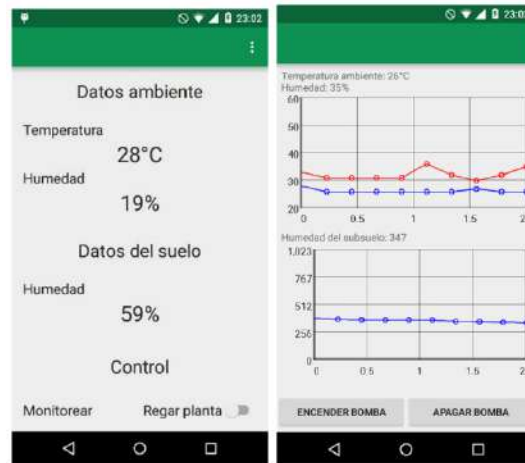 23:02
Datos ambiente
Temperatura
28°C
Humedad
19%
Datos del suelo
Humedad
59%
Control
Monitorear Regar planta
23:02
Temperatura ambiente: 26°C
Humedad: 35%
60
50
40
30
20
0 0.5 1 1.5 2
Humedad del subsuelo: 347
1,023
767
512
256
0
0 0.5 1 1.5 2
ENCENDER BOMBA APAGAR BOMBA